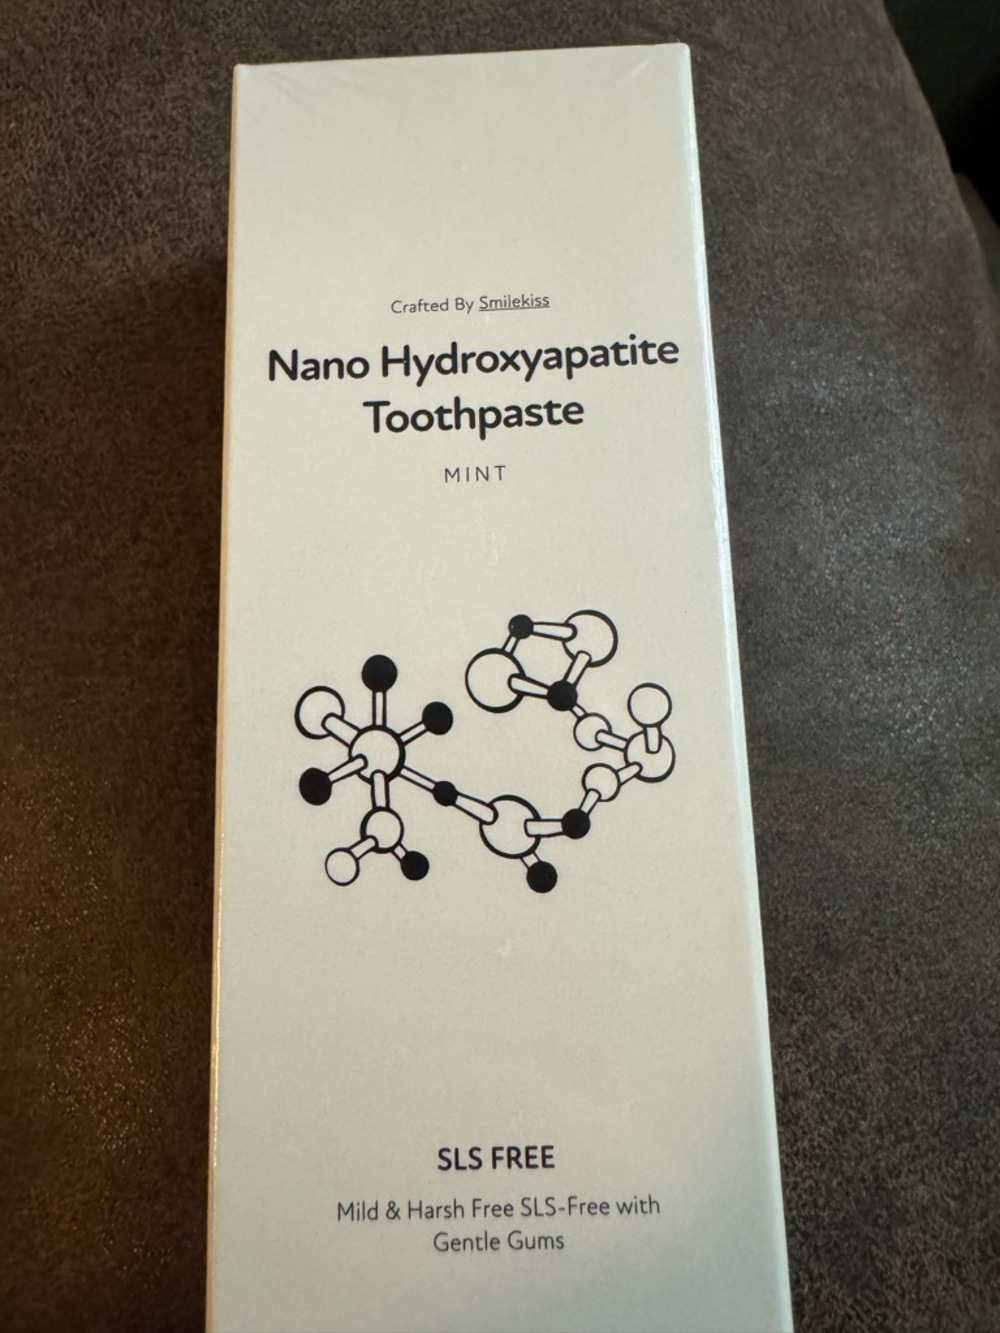 Crafted By Smilekiss
Nano Hydroxyapatite
Toothpaste
MINT
SLS FREE
Mild & Harsh Free SLS-Free with
Gentle Gums